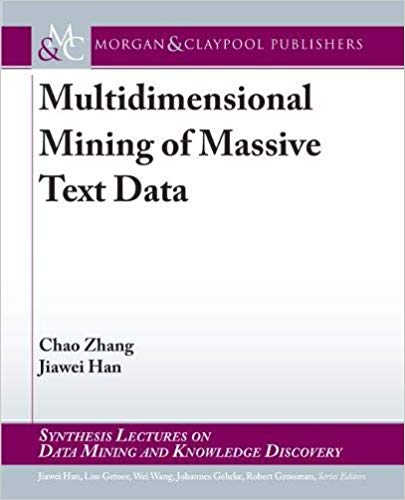 M&C MORGAN & CLAYPOOL PUBLISHERS
Multidimensional
Mining of Massive
Text Data
Chao Zhang
Jiawei Han
SYNTHESIS LECTURES ON
DATA MINING AND KNOWLEDGE DISCOVERY
Jiawei Han, Lise Getoor, Wei Wang, Johannes Gehrke, Robert Grossman, Series Editors